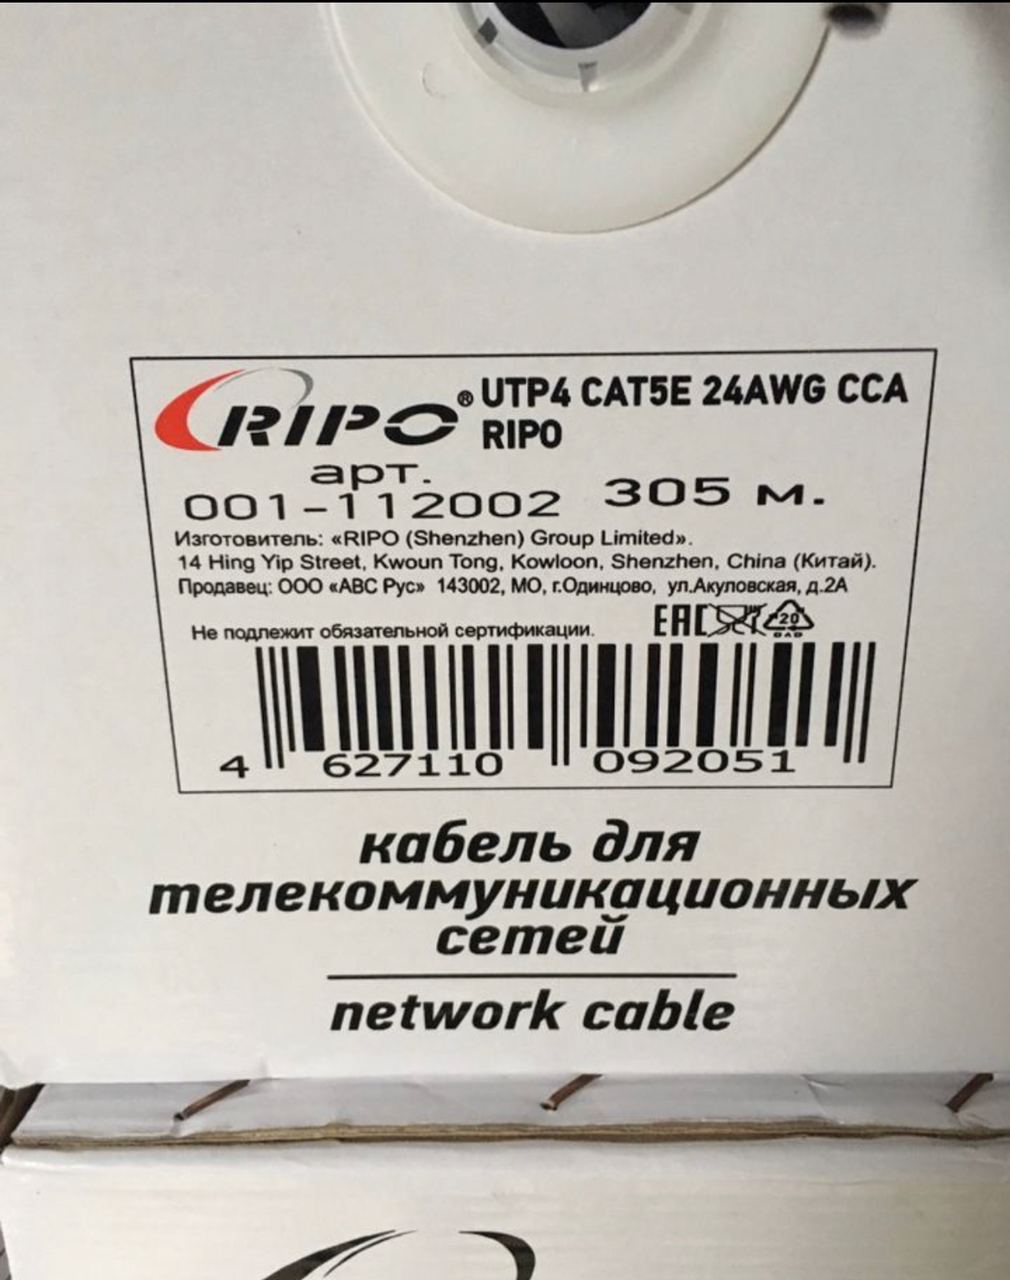 RIPO® UTP4 CAT5E 24AWG CCA
RIPO
арт.
001-112002 305 м.
Изготовитель: «RIPO (Shenzhen) Group Limited».
14 Hing Yip Street, Kwoun Tong, Kowloon, Shenzhen, China (Китай).
Продавец: ООО «АВС Рус» 143002, МО, г.Одинцово, ул.Акуловская, д.2А
Не подлежит обязательной сертификации. EAC 20
PAP
4 627110 092051
кабель для
телекоммуникационных
сетей
network cable